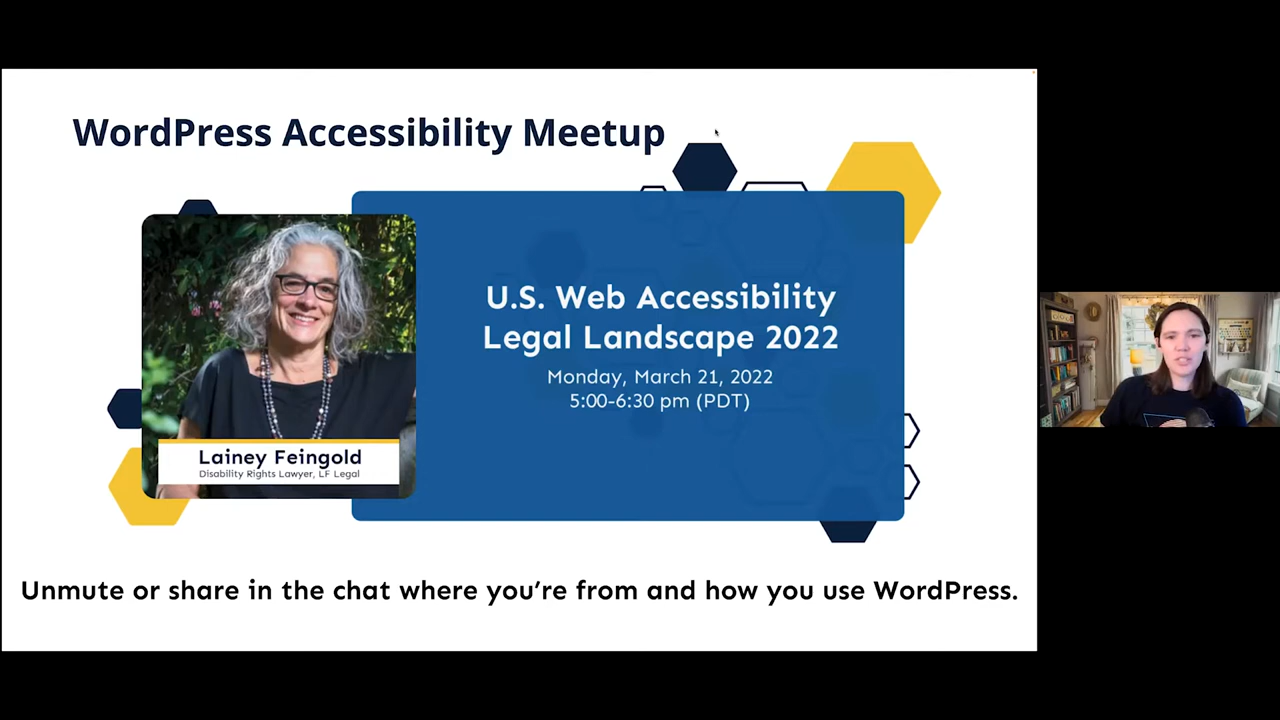 WordPress Accessibility Meetup
U.S. Web Accessibility
Legal Landscape 2022
Monday, March 21, 2022
5:00-6:30 pm (PDT)
Lainey Feingold
Disability Rights Lawyer, LF Legal
Unmute or share in the chat where you’re from and how you use WordPress.